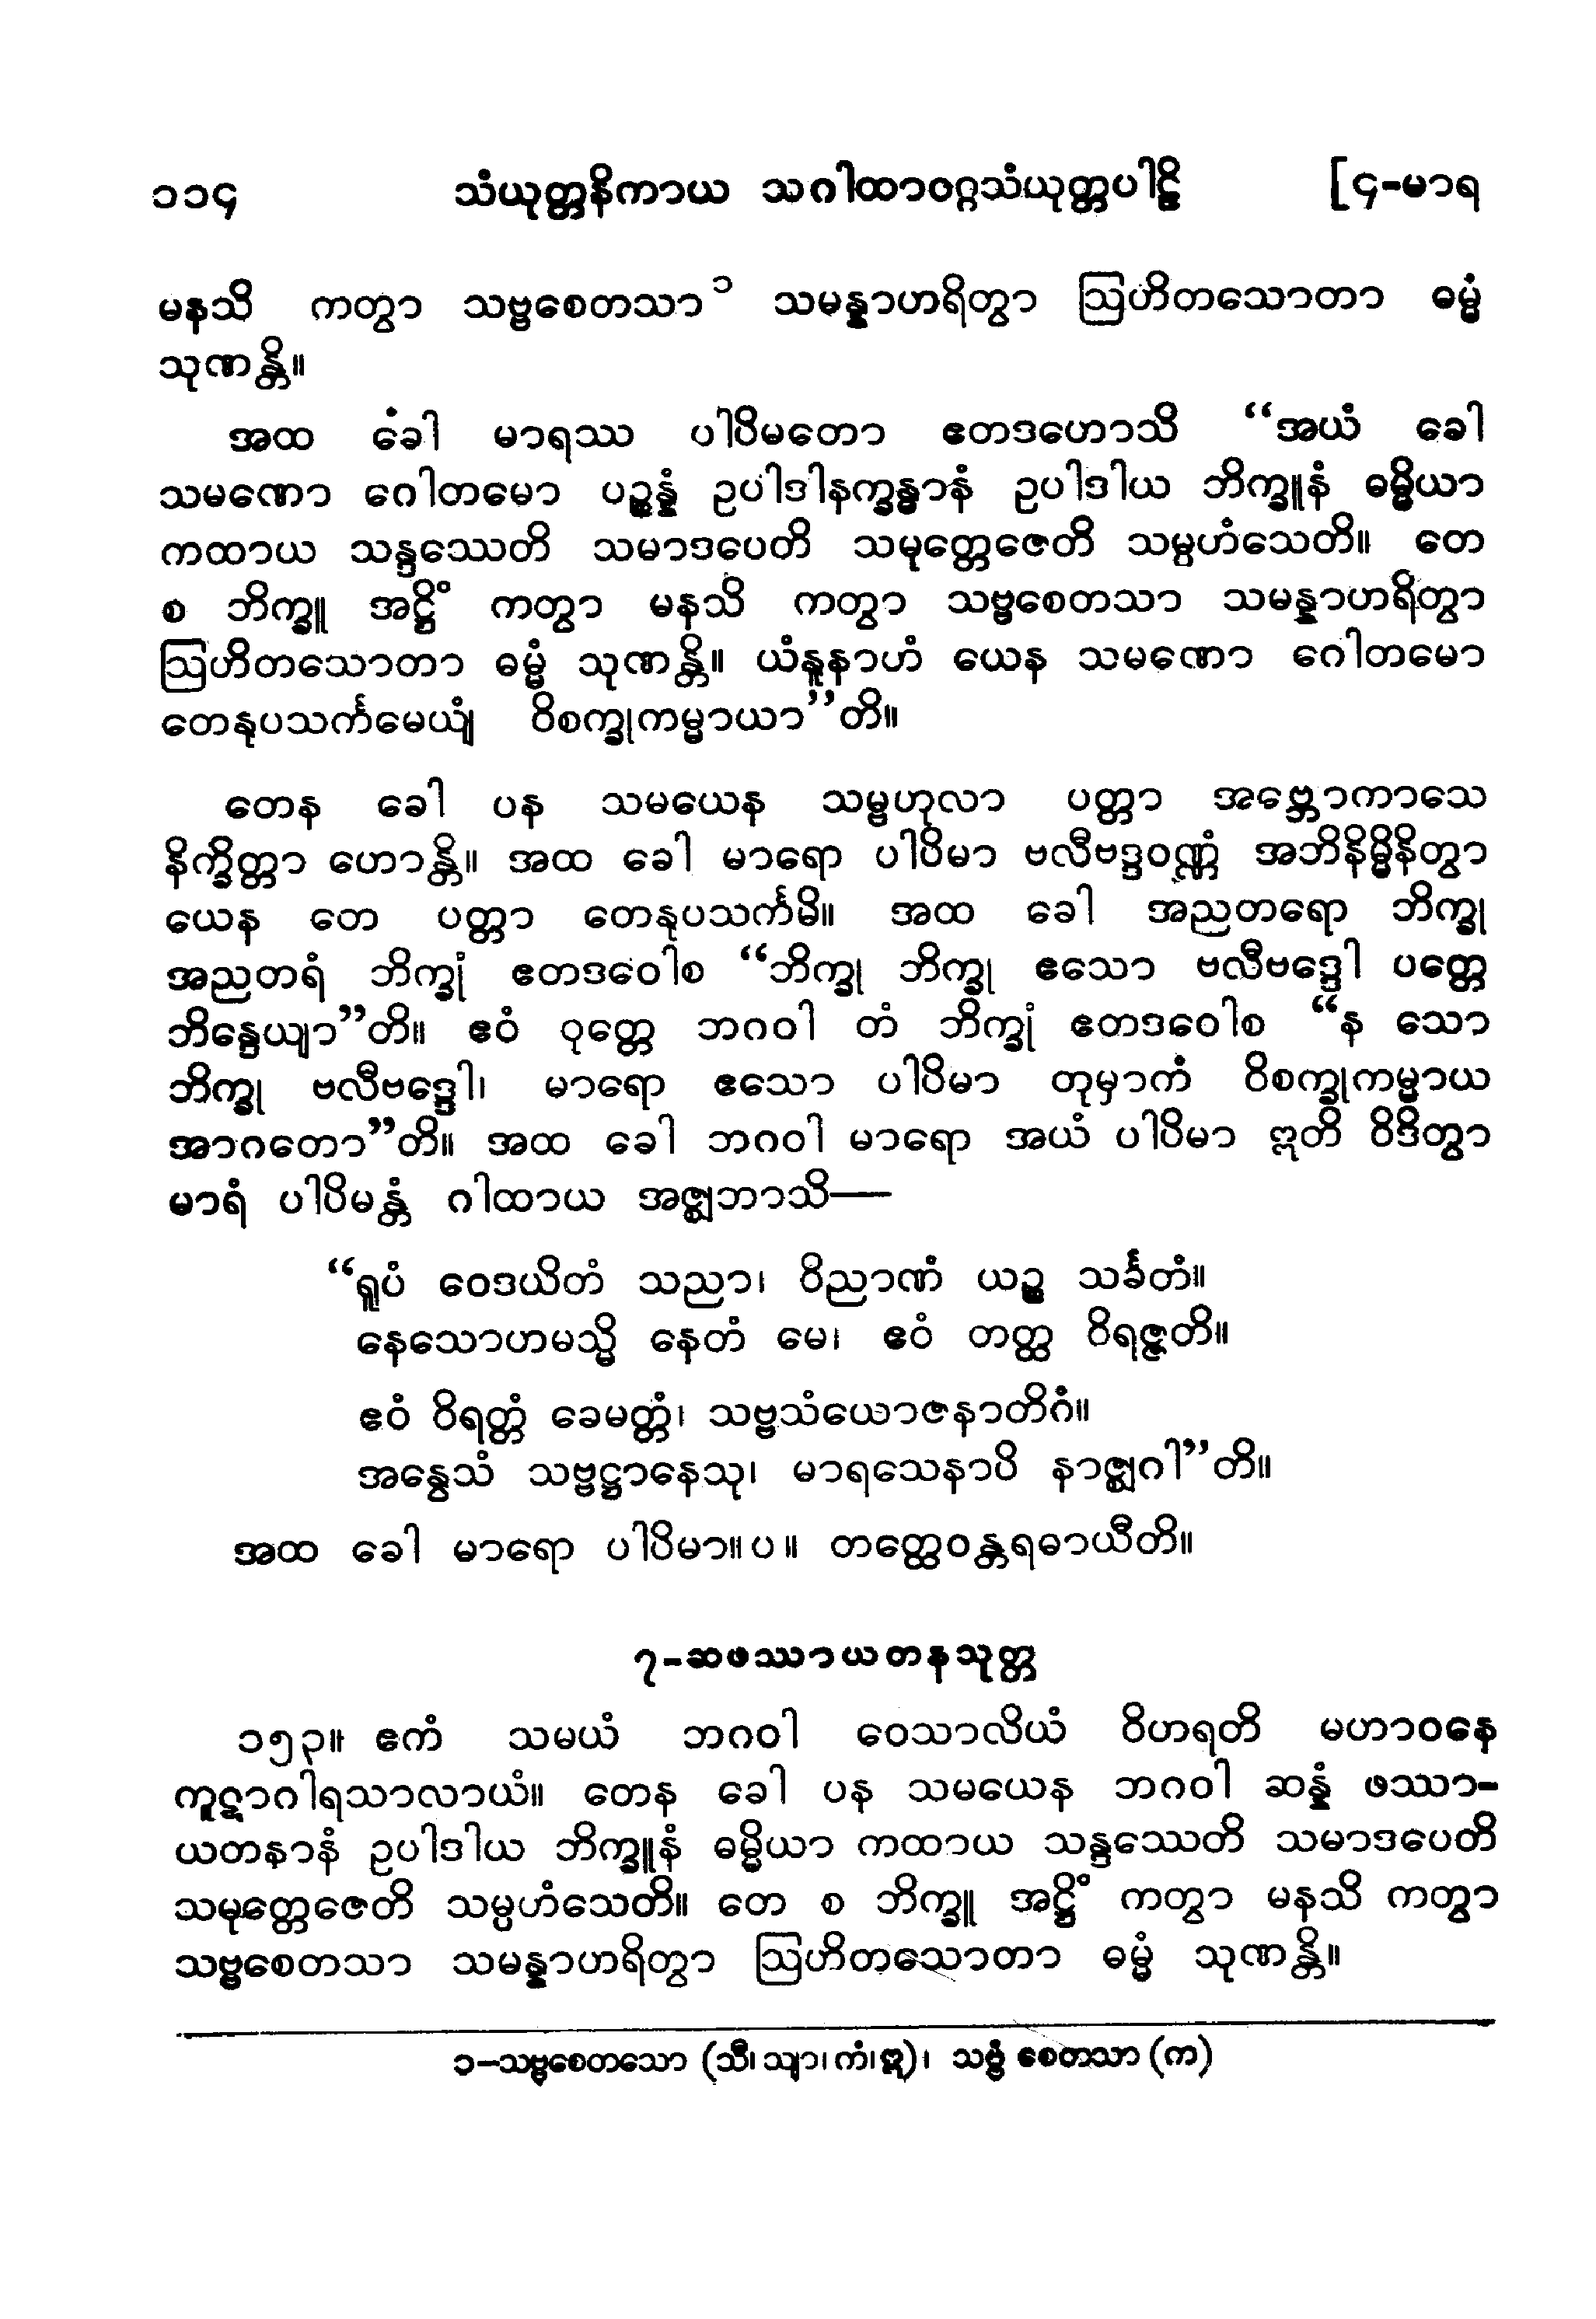 ၁၁၄ သံယုတ္တနိကာယ သဂါထာဝဂ္ဂသံယုတ္တပါဠိ [၄-မာရ
မနသိ ကတွာ သဗ္ဗစေတသာ ၁ သမန္နာဟရိတွာ ဩဟိတသောတာ ဓမ္မံ
သုဏန္တိ။
အထ ခေါ မာရဿ ပါပိမတော ဧတဒဟောသိ “အယံ ခေါ
သမဏော ဂေါတမော ပဉ္စန္နံ ဥပါဒါနက္ခန္ဓာနံ ဥပါဒါယ ဘိက္ခူနံ ဓမ္မိယာ
ကထာယ သန္ဒဿေတိ သမာဒပေတိ သမုတ္တေဇေတိ သမ္ပဟံသေတိ။ တေ
စ ဘိက္ခူ အဋ္ဌိံ ကတွာ မနသိ ကတွာ သဗ္ဗစေတသာ သမန္နာဟရိတွာ
ဩဟိတသောတာ ဓမ္မံ သုဏန္တိ။ ယံနူနာဟံ ယေန သမဏော ဂေါတမော
တေနုပသင်္ကမေယျံ ဝိစက္ခုကမ္မာယာ”တိ။
တေန ခေါ ပန သမယေန သမ္ဗဟုလာ ပတ္တာ အဗ္ဘောကာသေ
နိက္ခိတ္တာ ဟောန္တိ။ အထ ခေါ မာရော ပါပိမာ ဗလီဗဒ္ဒဝဏ္ဏံ အဘိနိမ္မိနိတွာ
ယေန တေ ပတ္တာ တေနုပသင်္ကမိ။ အထ ခေါ အညတရော ဘိက္ခု
အညတရံ ဘိက္ခုံ ဧတဒဝေါစ “ဘိက္ခု ဘိက္ခု ဧသော ဗလီဗဒ္ဒေါ ပတ္တေ
ဘိန္ဒေယျာ”တိ။ ဧဝံ ဝုတ္တေ ဘဂဝါ တံ ဘိက္ခုံ ဧတဒဝေါစ “န သော
ဘိက္ခု ဗလီဗဒ္ဒေါ၊ မာရော ဧသော ပါပိမာ တုမှာကံ ဝိစက္ခုကမ္မာယ
အာဂတော”တိ။ အထ ခေါ ဘဂဝါ မာရော အယံ ပါပိမာ ဣတိ ဝိဒိတွာ
မာရံ ပါပိမန္တံ ဂါထာယ အဇ္ဈဘာသိ—
“ရူပံ ဝေဒယိတံ သညာ၊ ဝိညာဏံ ယဉ္စ သင်္ခတံ။
နေသောဟမသ္မိ နေတံ မေ၊ ဧဝံ တတ္ထ ဝိရဇ္ဇတိ။
ဧဝံ ဝိရတ္တံ ခေမတ္တံ၊ သဗ္ဗသံယောဇနာတိဂံ။
အနွေသံ သဗ္ဗဋ္ဌာနေသု၊ မာရသေနာပိ နာဇ္ဈဂါ”တိ။
အထ ခေါ မာရော ပါပိမာ။ပ။ တတ္ထေဝန္တရဓာယီတိ။
၇-ဆဖဿာယတနသုတ္တ
၁၅၃။ ဧကံ သမယံ ဘဂဝါ ဝေသာလိယံ ဝိဟရတိ မဟာဝနေ
ကူဋာဂါရသာလာယံ။ တေန ခေါ ပန သမယေန ဘဂဝါ ဆန္နံ ဖဿာ-
ယတနာနံ ဥပါဒါယ ဘိက္ခူနံ ဓမ္မိယာ ကထာယ သန္ဒဿေတိ သမာဒပေတိ
သမုတ္တေဇေတိ သမ္ပဟံသေတိ။ တေ စ ဘိက္ခူ အဋ္ဌိံ ကတွာ မနသိ ကတွာ
သဗ္ဗစေတသာ သမန္နာဟရိတွာ ဩဟိတသောတာ ဓမ္မံ သုဏန္တိ။
၁-သဗ္ဗစေတသော (သီ၊ သျာ၊ ကံ၊ ဣ)၊ သဗ္ဗံ စေတသာ (က)